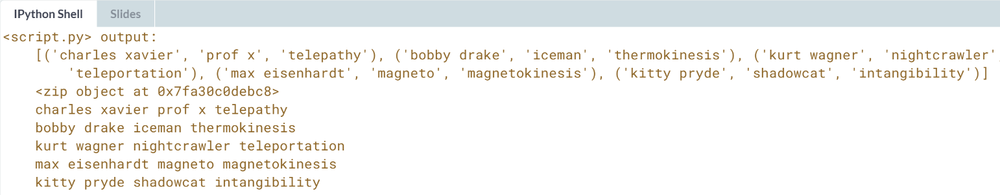 IPython Shell Slides
<script.py> output:
[('charles xavier', 'prof x', 'telepathy'), ('bobby drake', 'iceman', 'thermokinesis'), ('kurt wagner', 'nightcrawler',
'teleportation'), ('max eisenhardt', 'magneto', 'magnetokinesis'), ('kitty pryde', 'shadowcat', 'intangibility')]
<zip object at 0x7fa30c0debc8>
charles xavier prof x telepathy
bobby drake iceman thermokinesis
kurt wagner nightcrawler teleportation
max eisenhardt magneto magnetokinesis
kitty pryde shadowcat intangibility